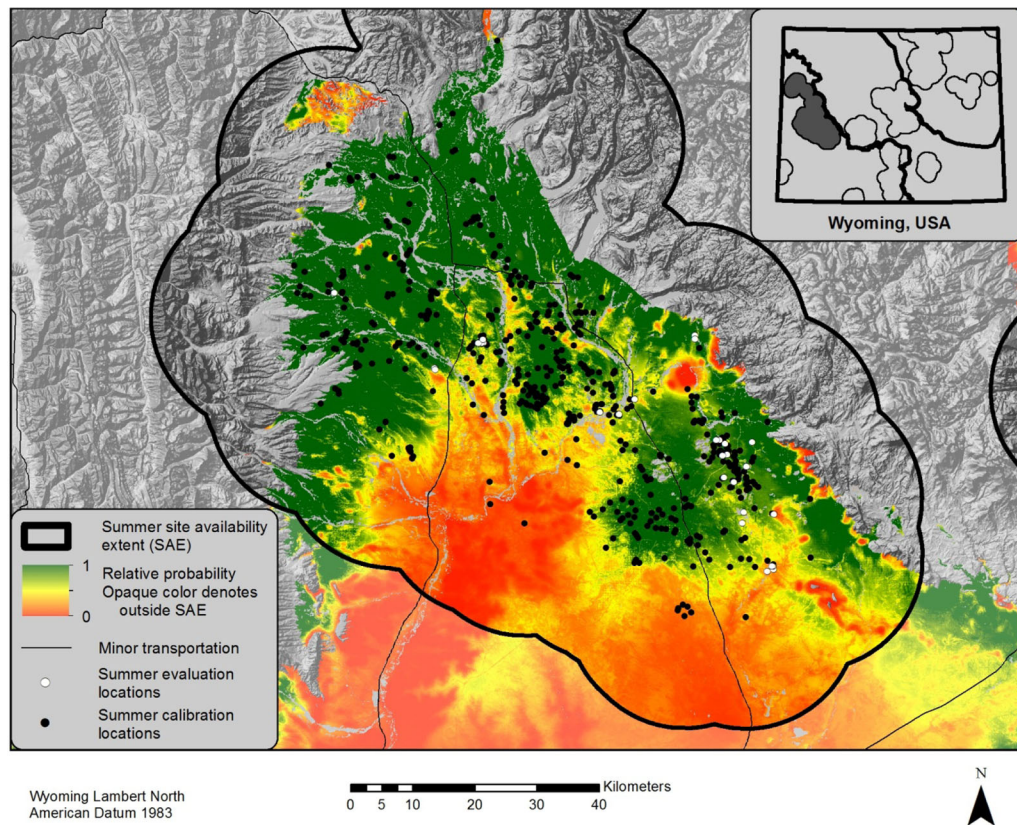 Wyoming, USA
Summer site availability
extent (SAE)
1
Relative probability
Opaque color denotes
outside SAE
0
Minor transportation
Summer evaluation
locations
Summer calibration
locations
Wyoming Lambert North
American Datum 1983
Kilometers
0 5 10 20 30 40
N